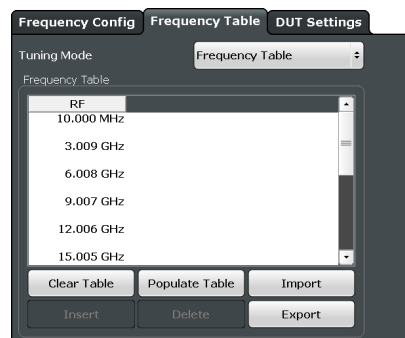 Frequency Config Frequency Table DUT Settings
Tuning Mode Frequency Table
Frequency Table
RF
10.000 MHz
3.009 GHz
6.008 GHz
9.007 GHz
12.006 GHz
15.005 GHz
Clear Table Populate Table Import
Insert Delete Export